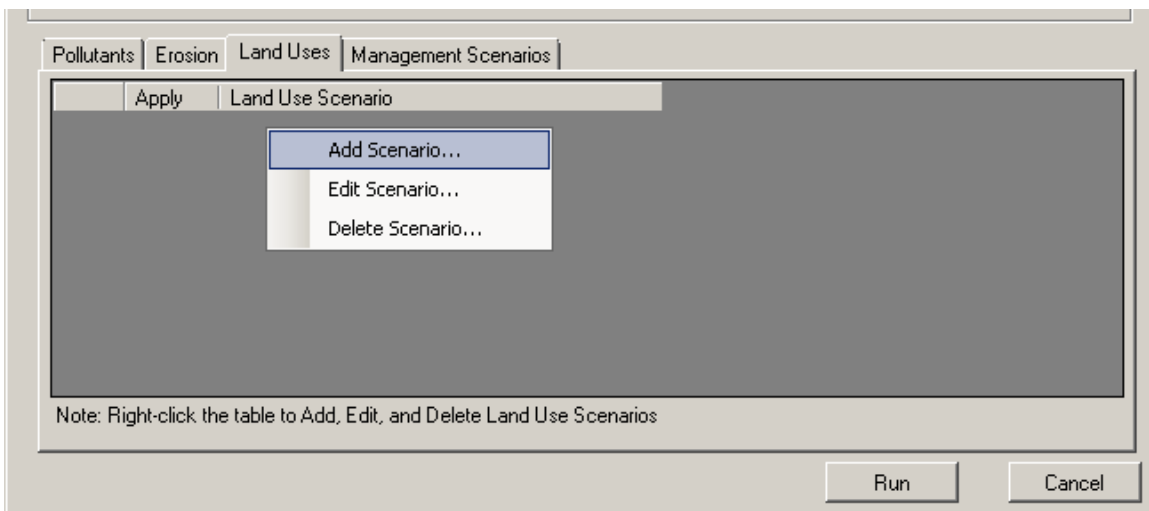 Pollutants Erosion Land Uses Management Scenarios
Apply Land Use Scenario
Add Scenario...
Edit Scenario...
Delete Scenario...
Note: Right-click the table to Add, Edit, and Delete Land Use Scenarios
Run Cancel